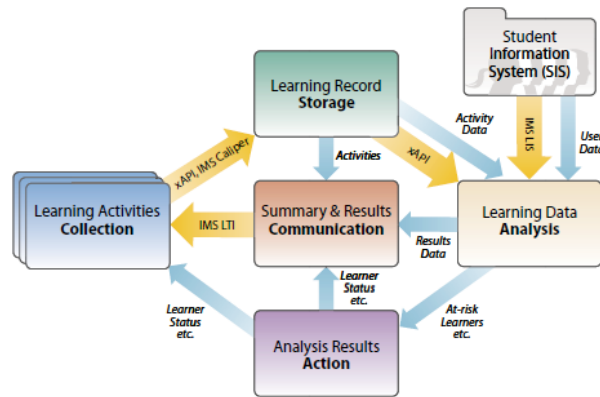 Student
Information
System (SIS)
Learning Record
Storage
Activity
Data
IMS LIS
User
Data
xAPI
Activities
xAPI, IMS Caliper
Learning Activities
Collection
IMS LTI
Summary & Results
Communication
Results
Data
Learning Data
Analysis
Learner
Status
etc.
Learner
Status
etc.
At-risk
Learners
etc.
Analysis Results
Action